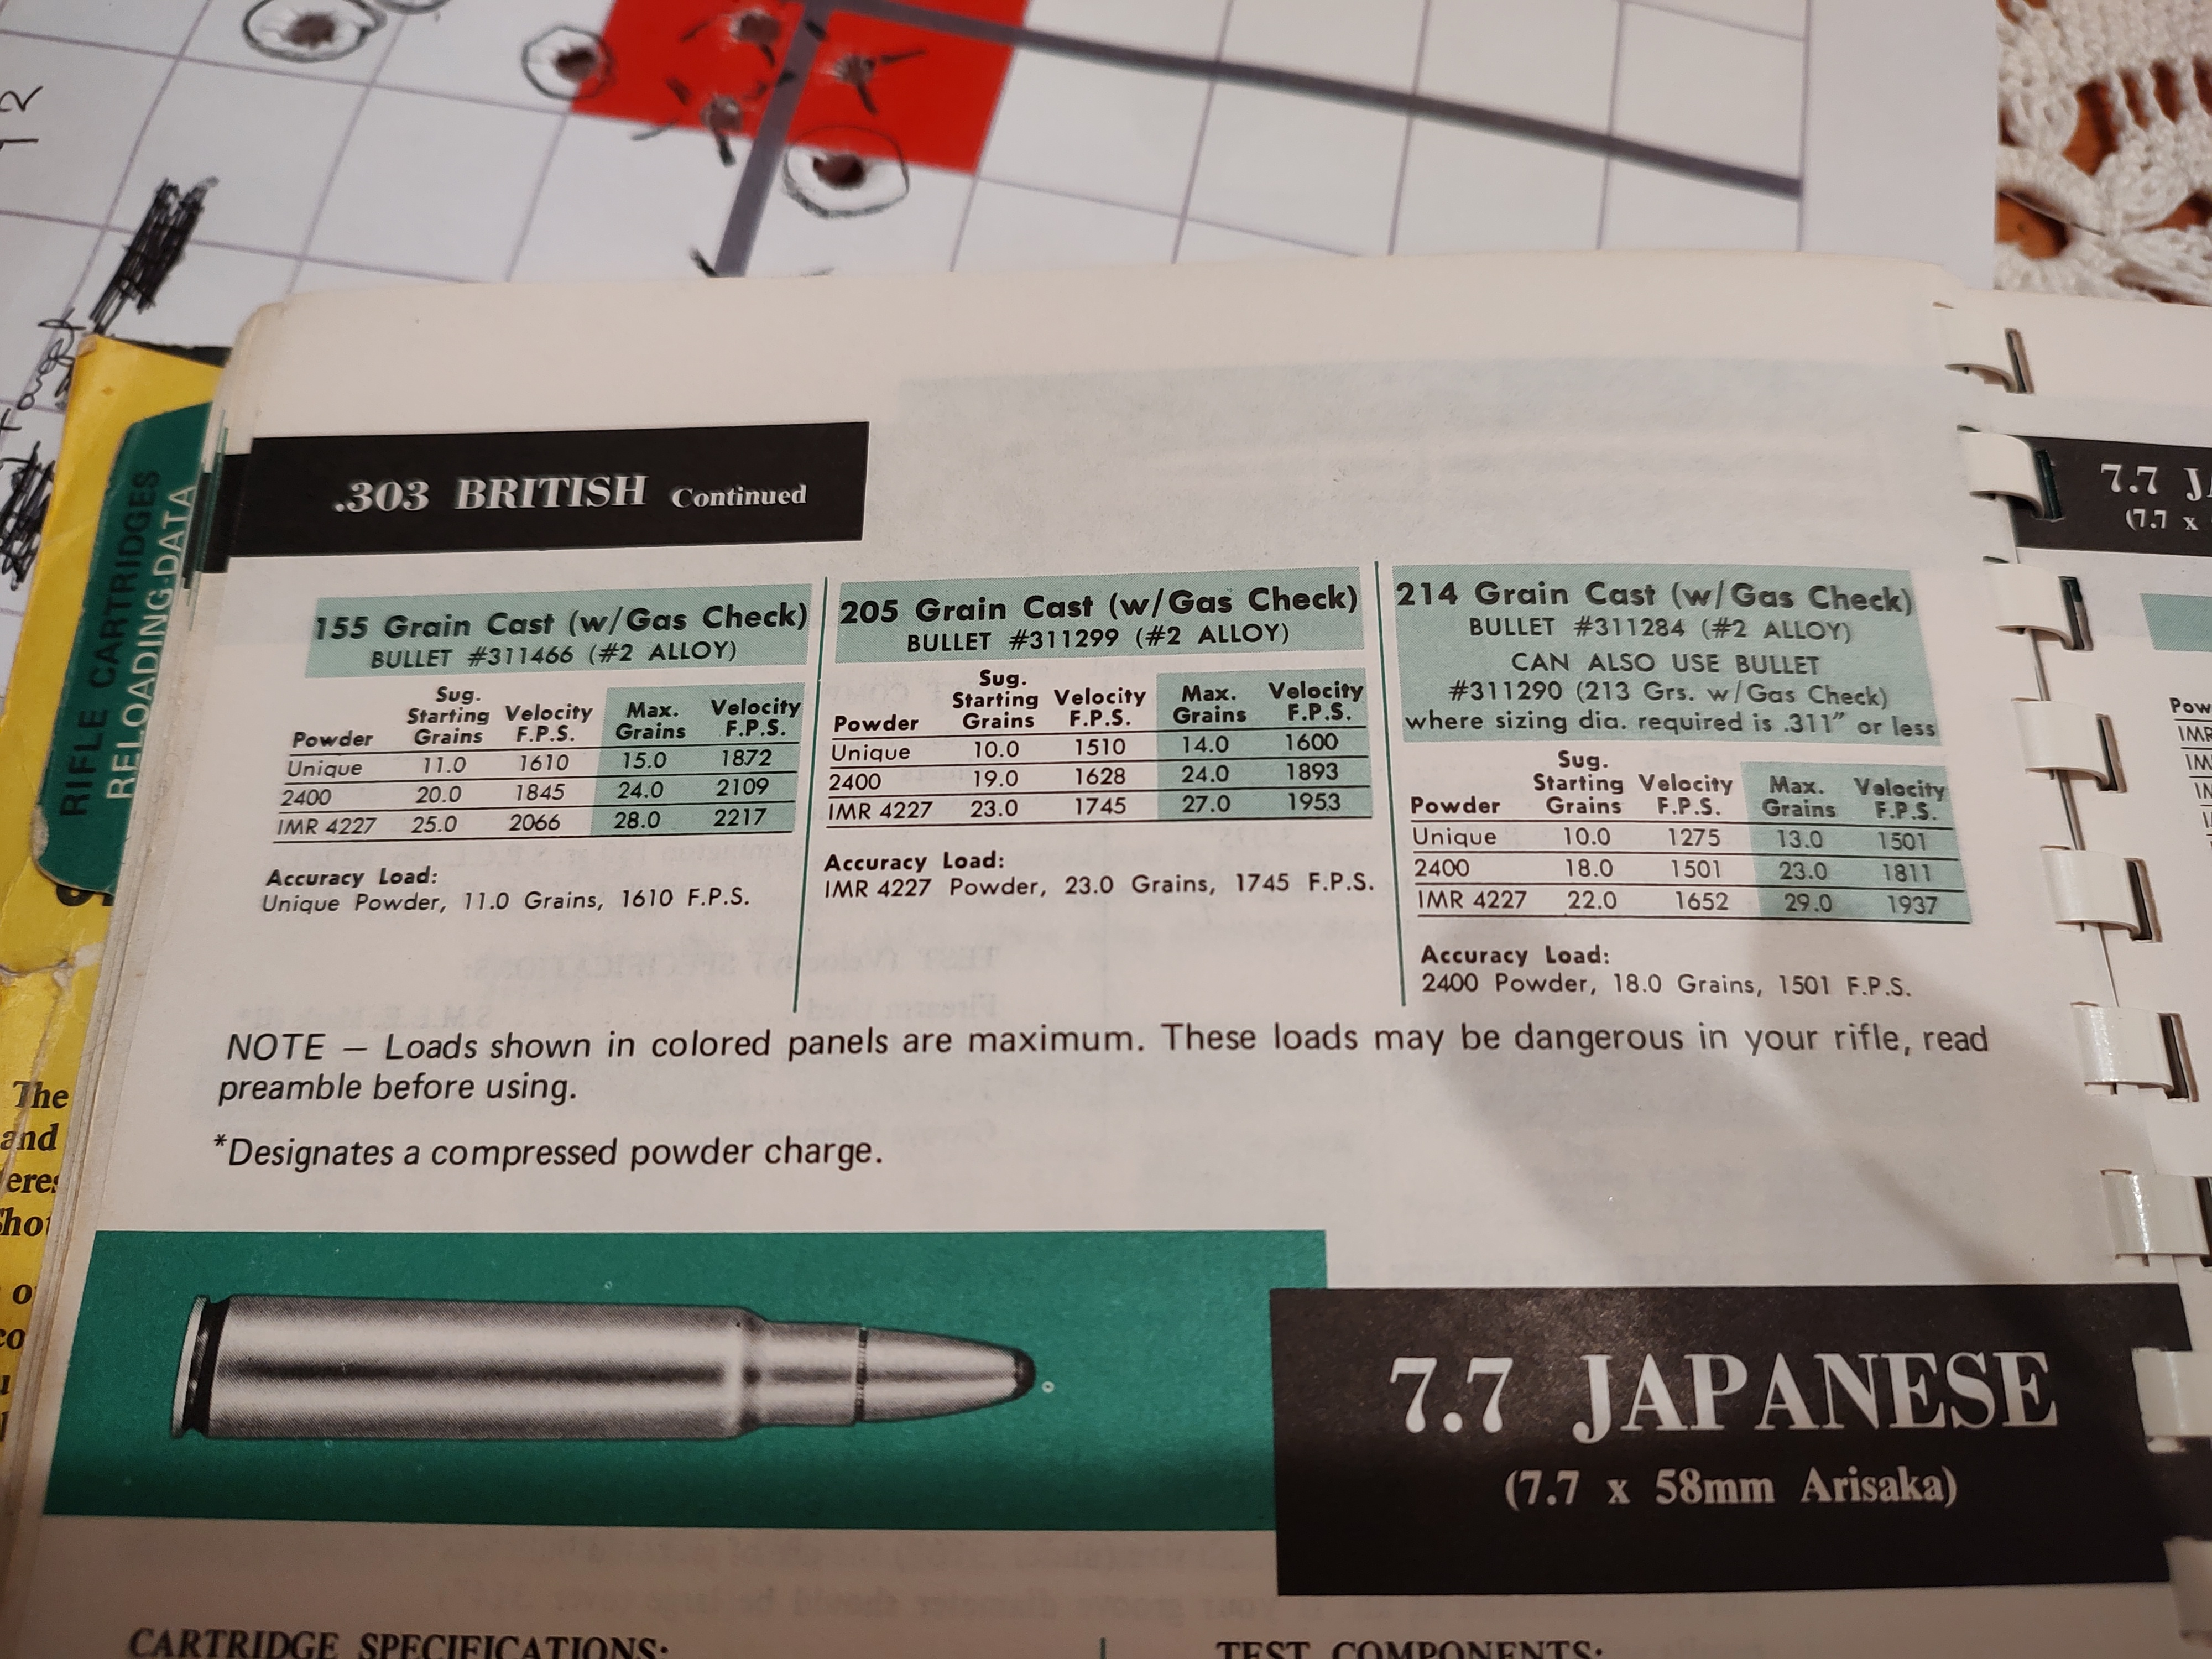 12
RIFLE CARTRIDGES
RELOADING DATA
The
and
.303 BRITISH Continued
155 Grain Cast (w/Gas Check)
BULLET #311466 (#2 ALLOY)
Powder Sug. Starting Grains Velocity F.P.S. Max. Grains Velocity F.P.S.
Unique 11.0 1610 15.0 1872
2400 20.0 1845 24.0 2109
IMR 4227 25.0 2066 28.0 2217
Accuracy Load:
Unique Powder, 11.0 Grains, 1610 F.P.S.
205 Grain Cast (w/Gas Check)
BULLET #311299 (#2 ALLOY)
Powder Sug. Starting Grains Velocity F.P.S. Max. Grains Velocity F.P.S.
Unique 10.0 1510 14.0 1600
2400 19.0 1628 24.0 1893
IMR 4227 23.0 1745 27.0 1953
Accuracy Load:
IMR 4227 Powder, 23.0 Grains, 1745 F.P.S.
214 Grain Cast (w/Gas Check)
BULLET #311284 (#2 ALLOY)
CAN ALSO USE BULLET
#311290 (213 Grs. w/Gas Check)
where sizing dia. required is .311" or less
Powder Sug. Starting Grains Velocity F.P.S. Max. Grains Velocity F.P.S.
Unique 10.0 1275 13.0 1501
2400 18.0 1501 23.0 1811
IMR 4227 22.0 1652 29.0 1937
Accuracy Load:
2400 Powder, 18.0 Grains, 1501 F.P.S.
NOTE — Loads shown in colored panels are maximum. These loads may be dangerous in your rifle, read
preamble before using.
*Designates a compressed powder charge.
7.7 JAPANESE
(7.7 x 58mm Arisaka)
CARTRIDGE SPECIFICATIONS:
TEST COMPONENTS:
7.7
(7.7 x